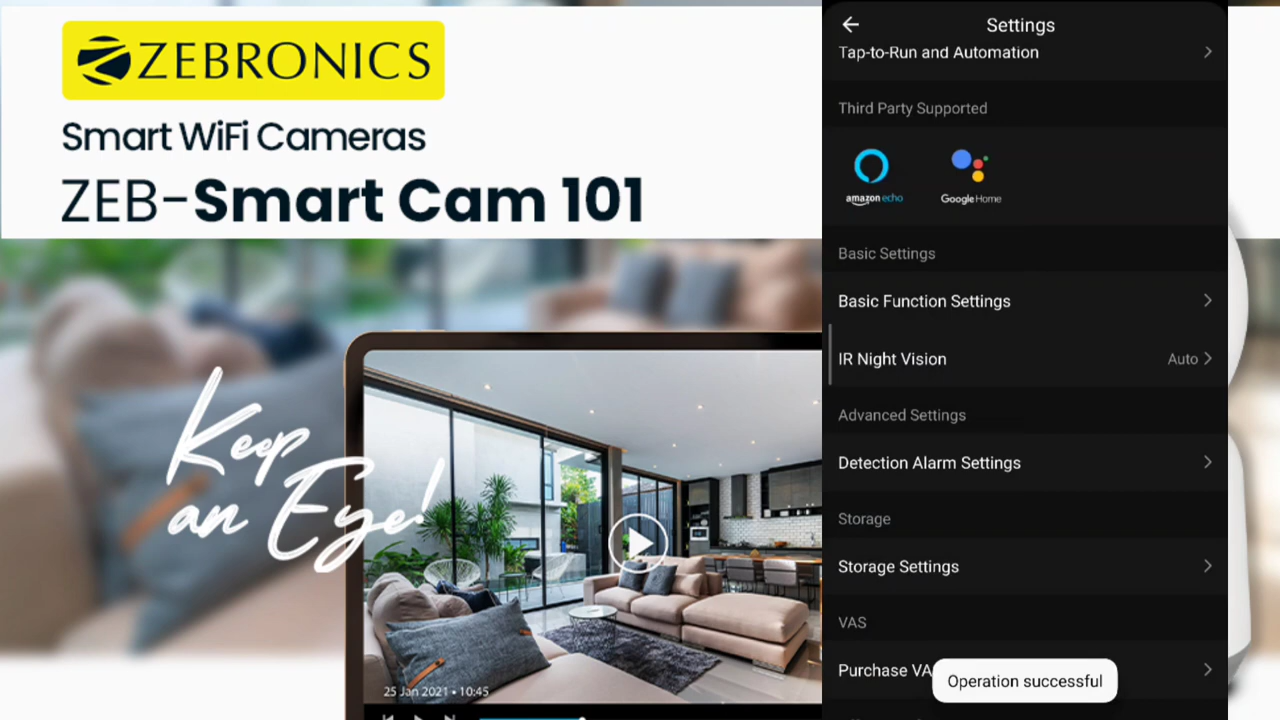 ZEBRONICS
Smart WiFi Cameras
ZEB-Smart Cam 101
Keep
an Eye!
25 Jan 2021 • 10:45
Settings
Tap-to-Run and Automation
Third Party Supported
amazon echo
Google Home
Basic Settings
Basic Function Settings
IR Night Vision
Auto
Advanced Settings
Detection Alarm Settings
Storage
Storage Settings
VAS
Purchase VA
Operation successful